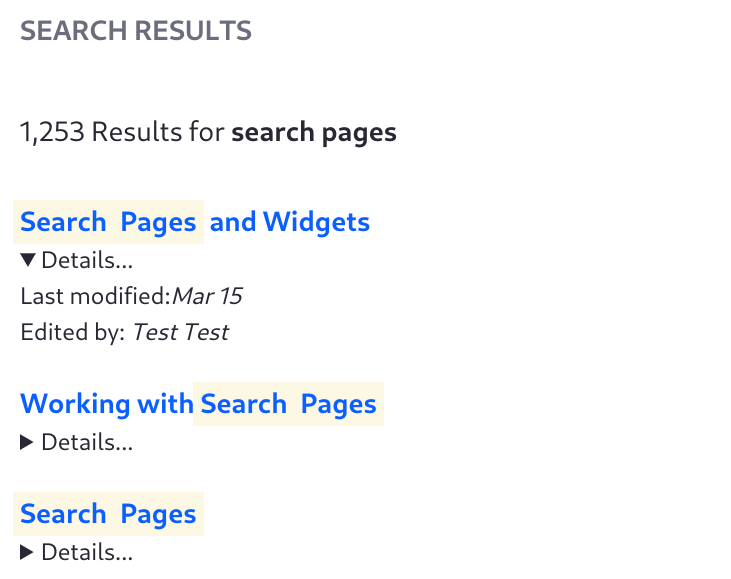 SEARCH RESULTS
1,253 Results for search pages
Search Pages and Widgets
▼ Details...
Last modified:Mar 15
Edited by: Test Test
Working with Search Pages
▶ Details...
Search Pages
▶ Details...